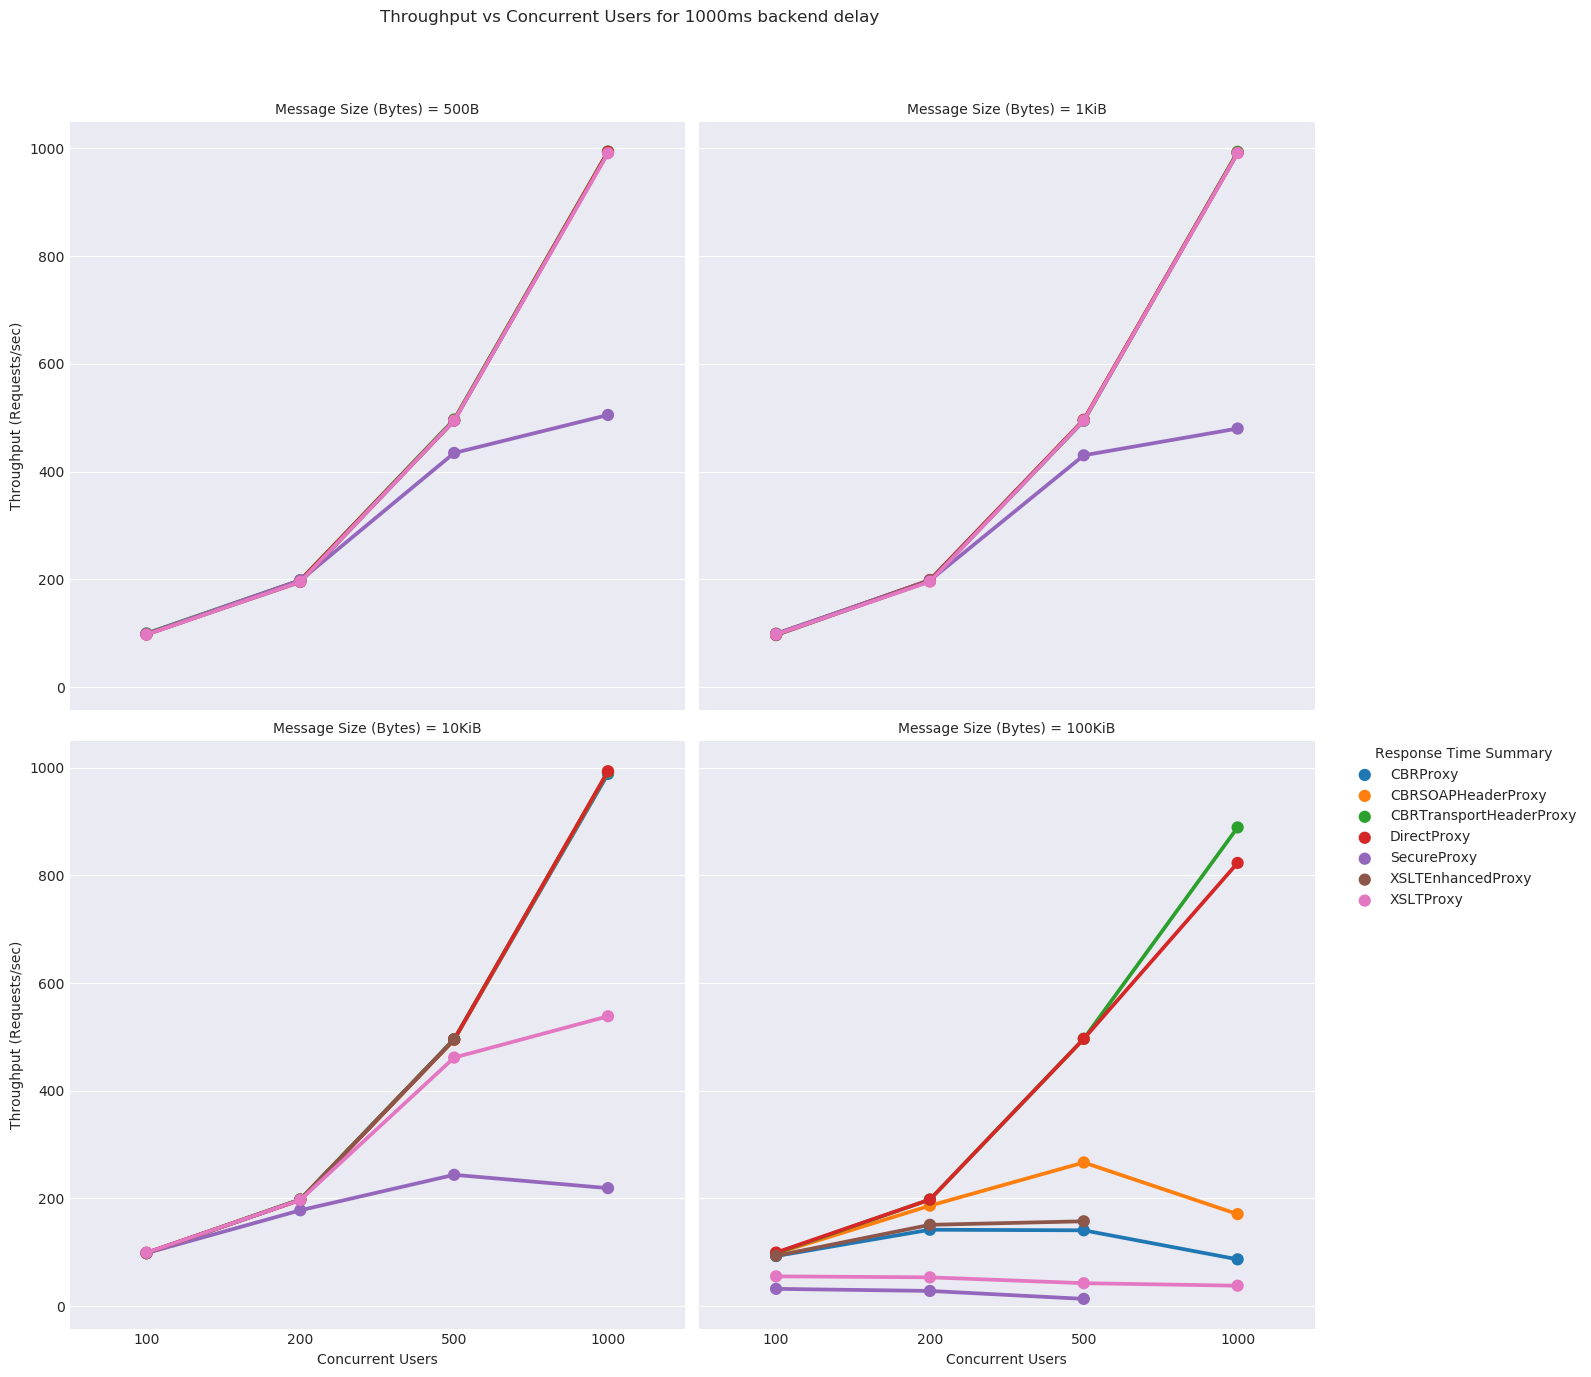 Throughput vs Concurrent Users for 1000ms backend delay
Message Size (Bytes) = 500B
Message Size (Bytes) = 1KiB
1000
800
600
400
200
0
Throughput (Requests/sec)
Message Size (Bytes) = 10KiB
Message Size (Bytes) = 100KiB
1000
800
600
400
200
0
Throughput (Requests/sec)
100 200 500 1000
Concurrent Users
100 200 500 1000
Concurrent Users
Response Time Summary
CBRProxy
CBRSOAPHeaderProxy
CBRTransportHeaderProxy
DirectProxy
SecureProxy
XSLTEnhancedProxy
XSLTProxy